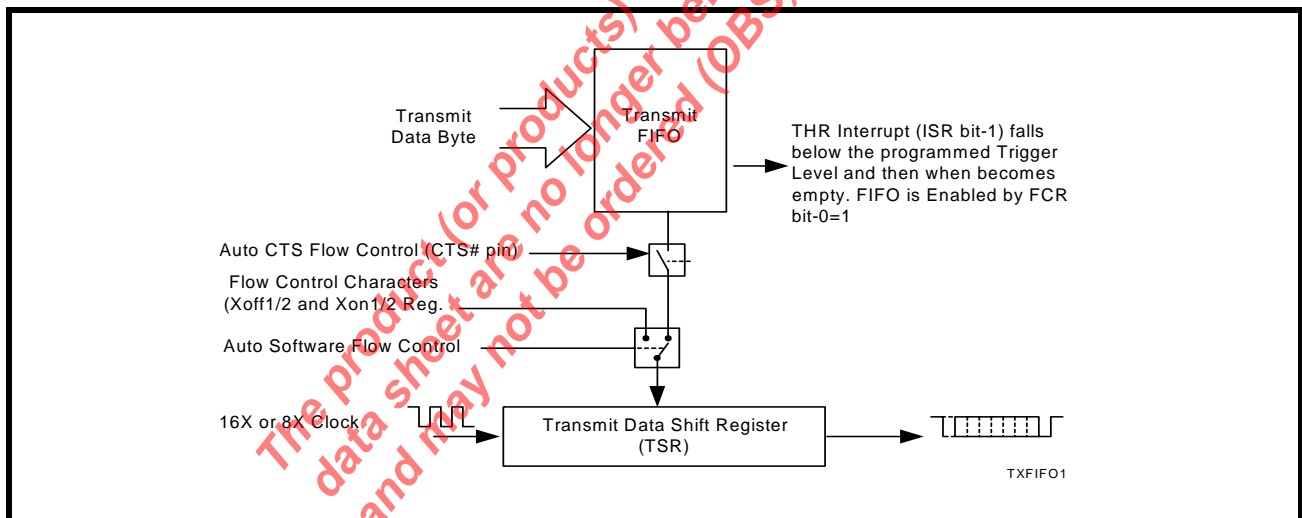 Transmit
Data Byte
Transmit
FIFO
THR Interrupt (ISR bit-1) falls
below the programmed Trigger
Level and then when becomes
empty. FIFO is Enabled by FCR
bit-0=1
Auto CTS Flow Control (CTS# pin)
Flow Control Characters
(Xoff1/2 and Xon1/2 Reg.
Auto Software Flow Control
16X or 8X Clock
Transmit Data Shift Register
(TSR)
TXFIFO1
The product (or products)
data sheet are no longer be
and may not be ordered (OBS)